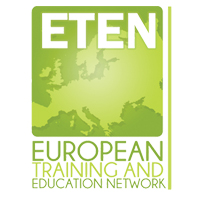 ETEN
EUROPEAN
TRAINING AND
EDUCATION NETWORK